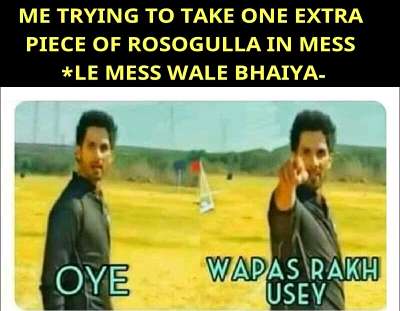 ME TRYING TO TAKE ONE EXTRA
PIECE OF ROSOGULLA IN MESS
*LE MESS WALE BHAIYA-
OYE
WAPAS RAKH
USEY